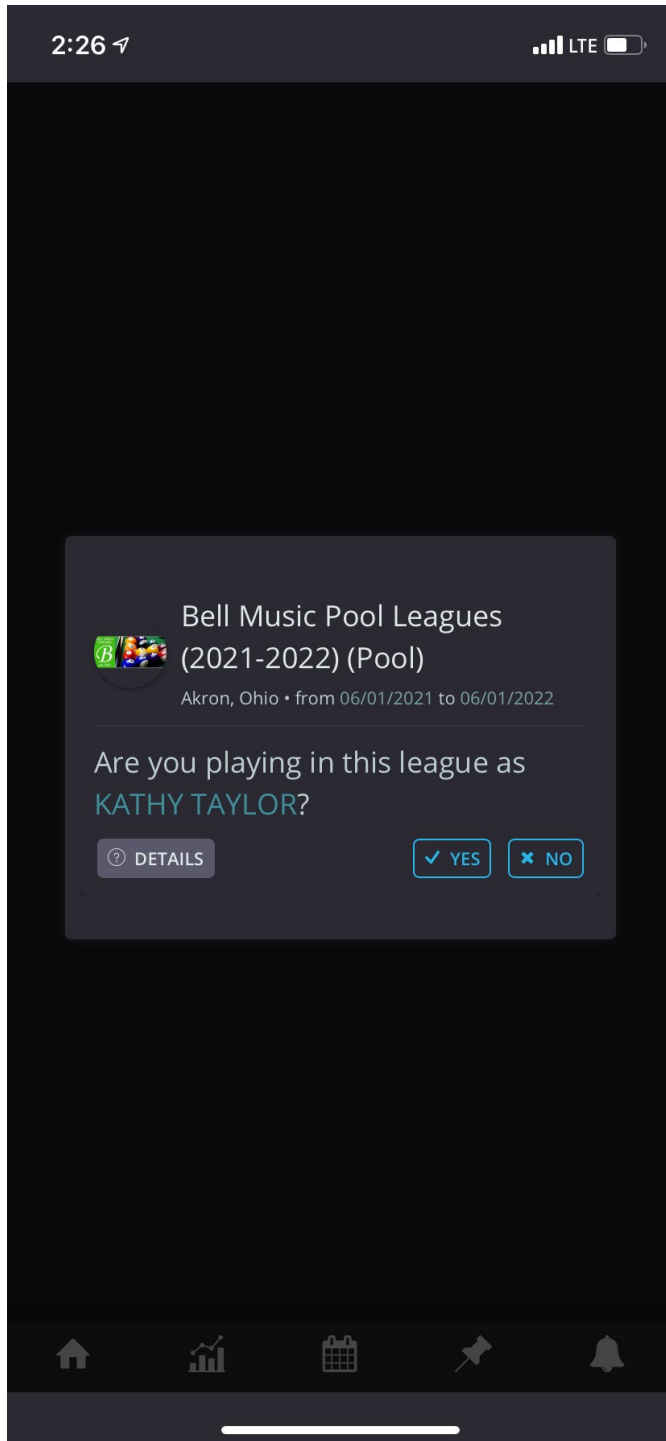 2:26 LTE
Bell Music Pool Leagues
(2021-2022) (Pool)
Akron, Ohio • from 06/01/2021 to 06/01/2022
Are you playing in this league as
KATHY TAYLOR?
DETAILS YES NO
B